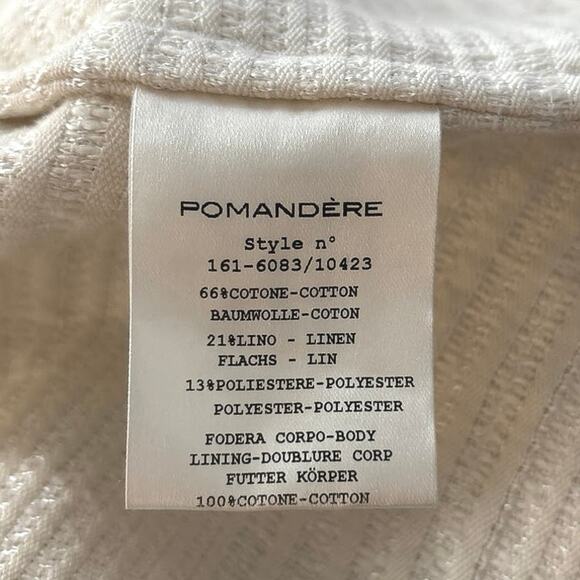 POMANDÈRE
Style n°
161-6083/10423
66%COTONE-COTTON
BAUMWOLLE-COTON
21%LINO - LINEN
FLACHS - LIN
13%POLIESTERE-POLYESTER
POLYESTER-POLYESTER
FODERA CORPO-BODY
LINING-DOUBLURE CORP
FUTTER KÖRPER
100%COTONE-COTTON